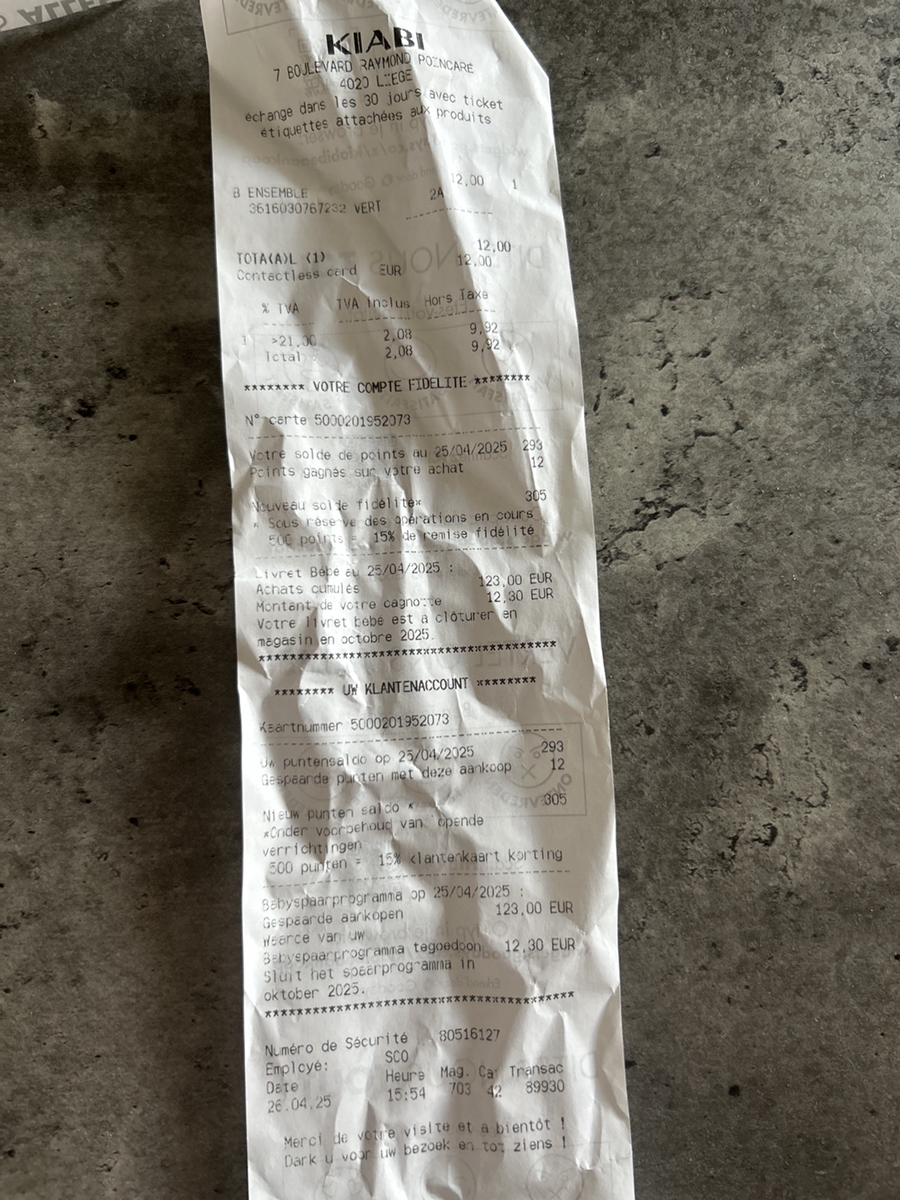 KIABI
7 BOULEVARD RAYMOND POINCARE
4020 LIEGE
échange dans les 30 jours avec ticket
étiquettes attachées aux produits
B ENSEMBLE 12,00 1
3616030767232 VERT 2A
TOTA(A)L (1) 12,00
Contactless card EUR 12,00
% TVA TVA inclus Hors Taxe
1 >21,00 2,08 9,92
Total 2,08 9,92
******** VOTRE COMPTE FIDELITE ********
N° carte 5000201952073
Votre solde de points au 25/04/2025 293
Points gagnés sur votre achat 12
Nouveau solde fidélité* 305
* Sous réserve des opérations en cours
500 points = 15% de remise fidélité
Livret Bébé au 25/04/2025 :
Achats cumulés 123,00 EUR
Montant de votre cagnotte 12,30 EUR
Votre livret bébé est à clôturer en
magasin en octobre 2025.
****************************************
******** UW KLANTENACCOUNT ********
Kaartnummer 5000201952073
Uw puntensaldo op 25/04/2025 293
Gespaarde punten met deze aankoop 12
Nieuw punten saldo * 305
*Onder voorbehoud van opende
verrichtingen
500 punten = 15% klantenkaart korting
Babyspaarprogramma op 25/04/2025 :
Gespaarde aankopen 123,00 EUR
Waarce van uw
Babyspaarprogramma tegoedbon 12,30 EUR
Sluit het spaarprogramma in
oktober 2025.
****************************************
Numéro de Sécurité 80516127
Employé: SCO
Date Heure Mag. Ca Transac
26.04.25 15:54 703 42 89930
Merci de votre visite et a bientôt !
Dank u voor uw bezoek en tot ziens !